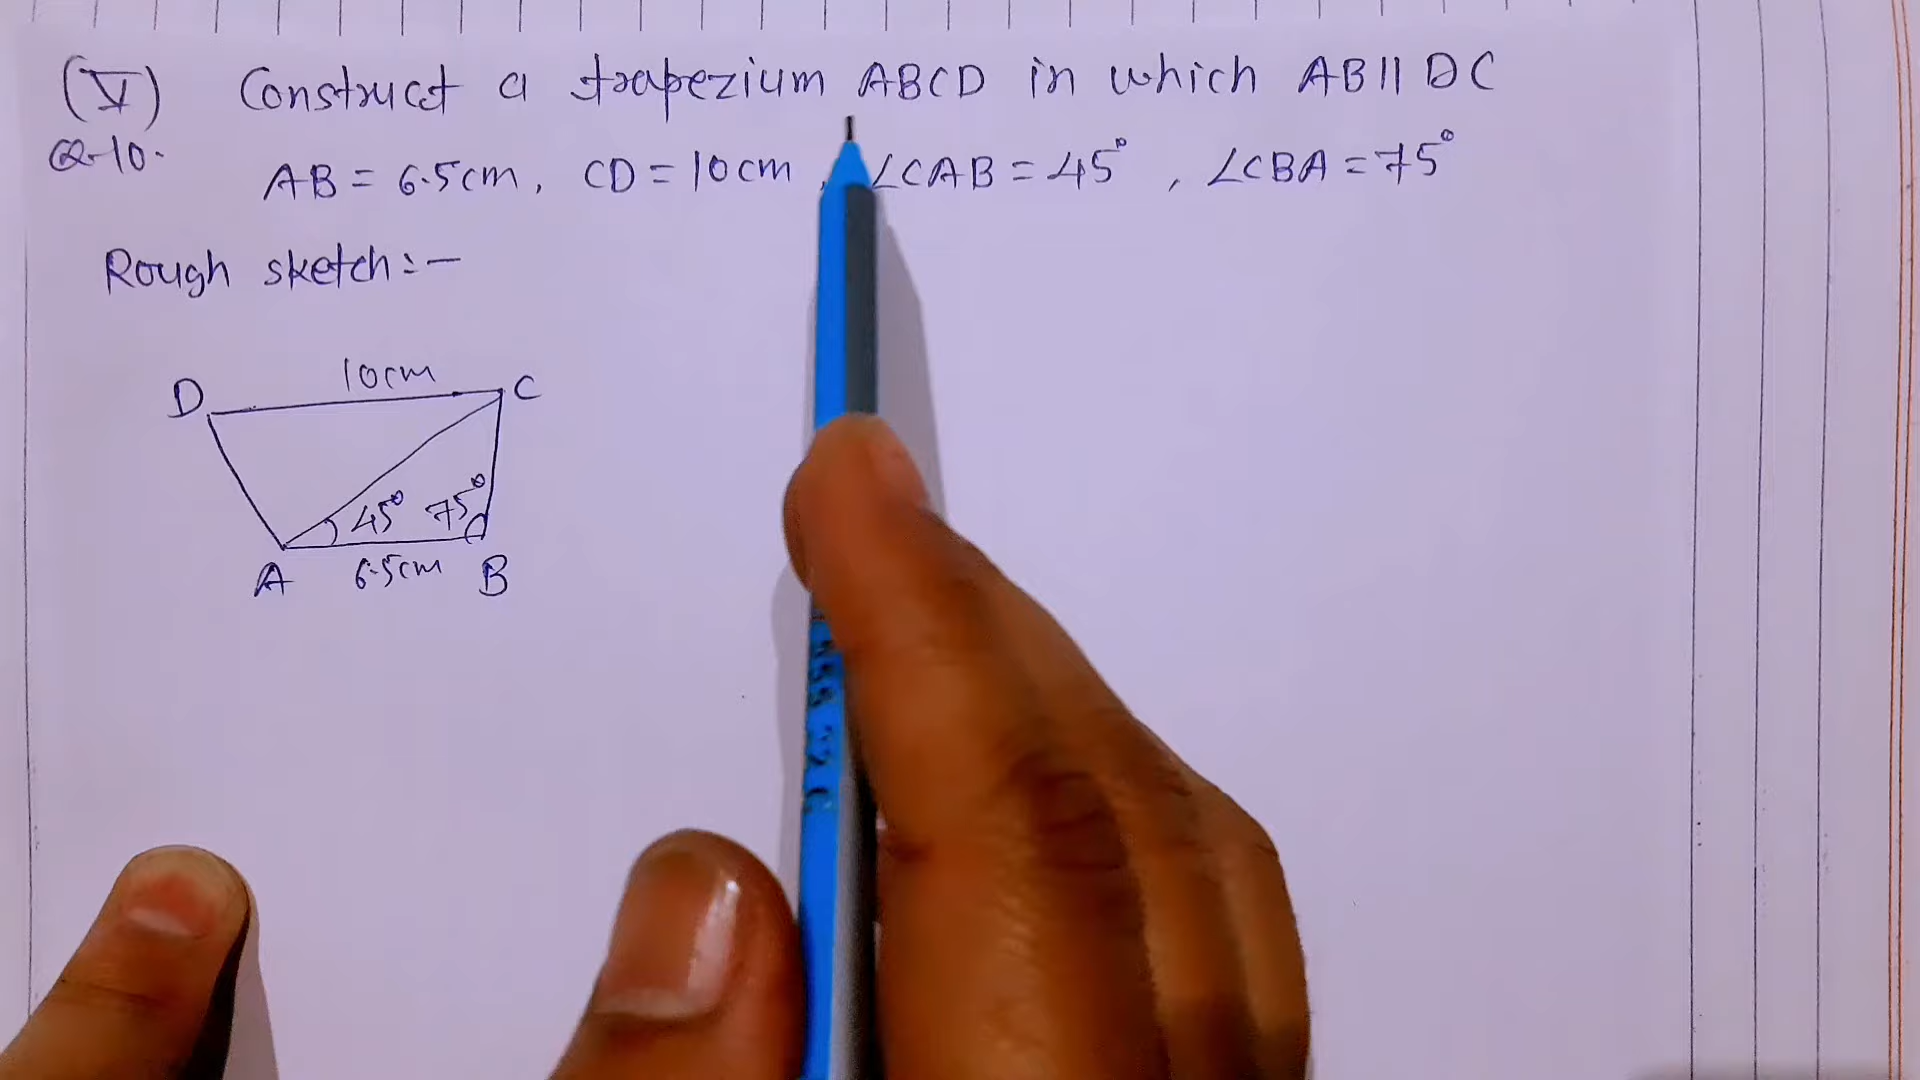 (V) Construct a trapezium ABCD in which AB || DC
Q-10.
AB = 6.5cm, CD = 10cm, ∠CAB = 45°, ∠CBA = 75°
Rough sketch:-
10cm
D C
45° 75°
A 6.5cm B